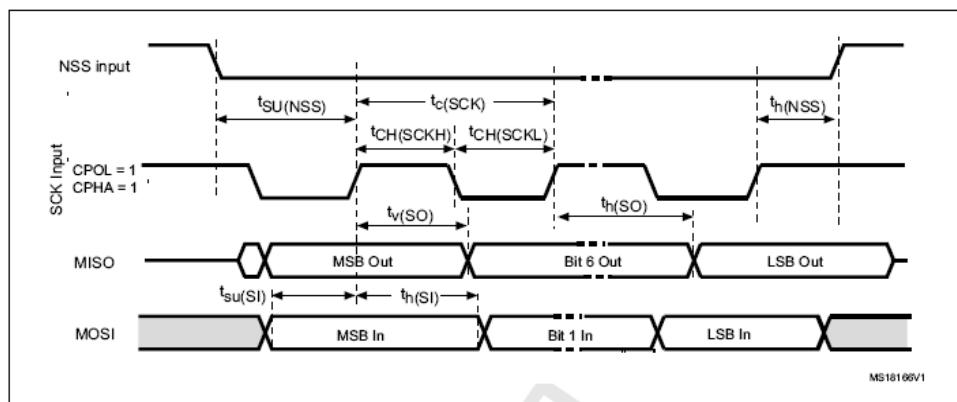 NSS input
tSU(NSS)
tc(SCK)
th(NSS)
tCH(SCKH)
tCH(SCKL)
SCK Input
CPOL = 1
CPHA = 1
tv(SO)
th(SO)
MISO
MSB Out
Bit 6 Out
LSB Out
tsu(SI)
th(SI)
MOSI
MSB In
Bit 1 In
LSB In
MS18166V1